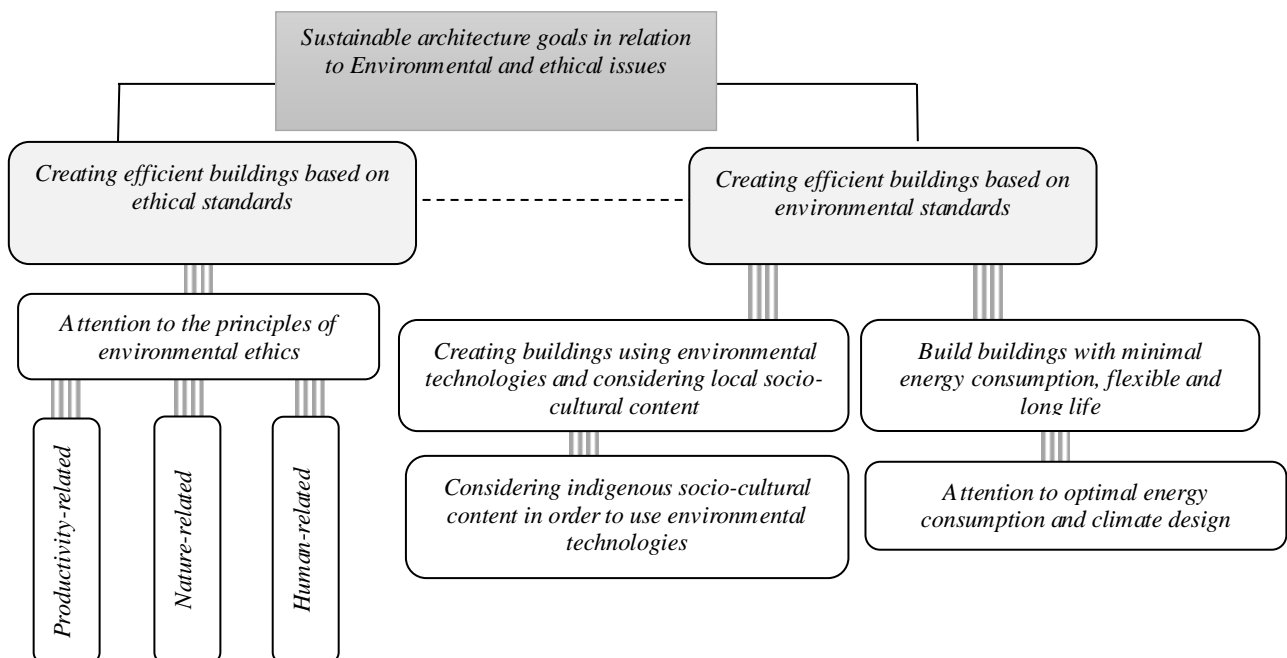 Sustainable architecture goals in relation
to Environmental and ethical issues
Creating efficient buildings based on
ethical standards
Creating efficient buildings based on
environmental standards
Attention to the principles of
environmental ethics
Creating buildings using environmental
technologies and considering local socio-
cultural content
Build buildings with minimal
energy consumption, flexible and
long life
Productivity-related
Nature-related
Human-related
Considering indigenous socio-cultural
content in order to use environmental
technologies
Attention to optimal energy
consumption and climate design